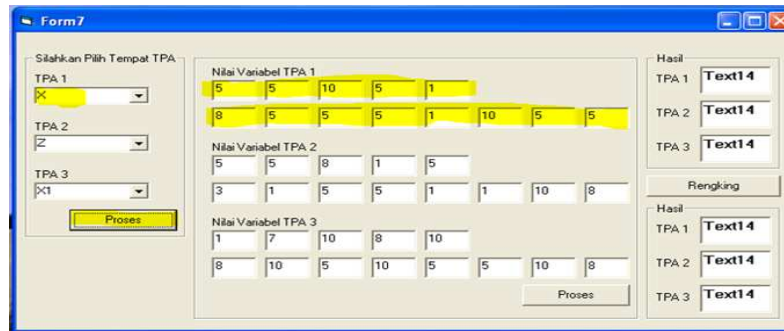 Form7
Silahkan Pilih Tempat TPA
TPA 1
X
TPA 2
Z
TPA 3
X1
Proses
Nilai Variabel TPA 1
5 5 10 5 1
8 5 5 5 1 10 5 5
Nilai Variabel TPA 2
5 5 8 1 5
3 1 5 5 1 1 10 8
Nilai Variabel TPA 3
1 7 10 8 10
8 10 5 10 5 5 10 8
Proses
Hasil
TPA 1 Text14
TPA 2 Text14
TPA 3 Text14
Rengking
Hasil
TPA 1 Text14
TPA 2 Text14
TPA 3 Text14